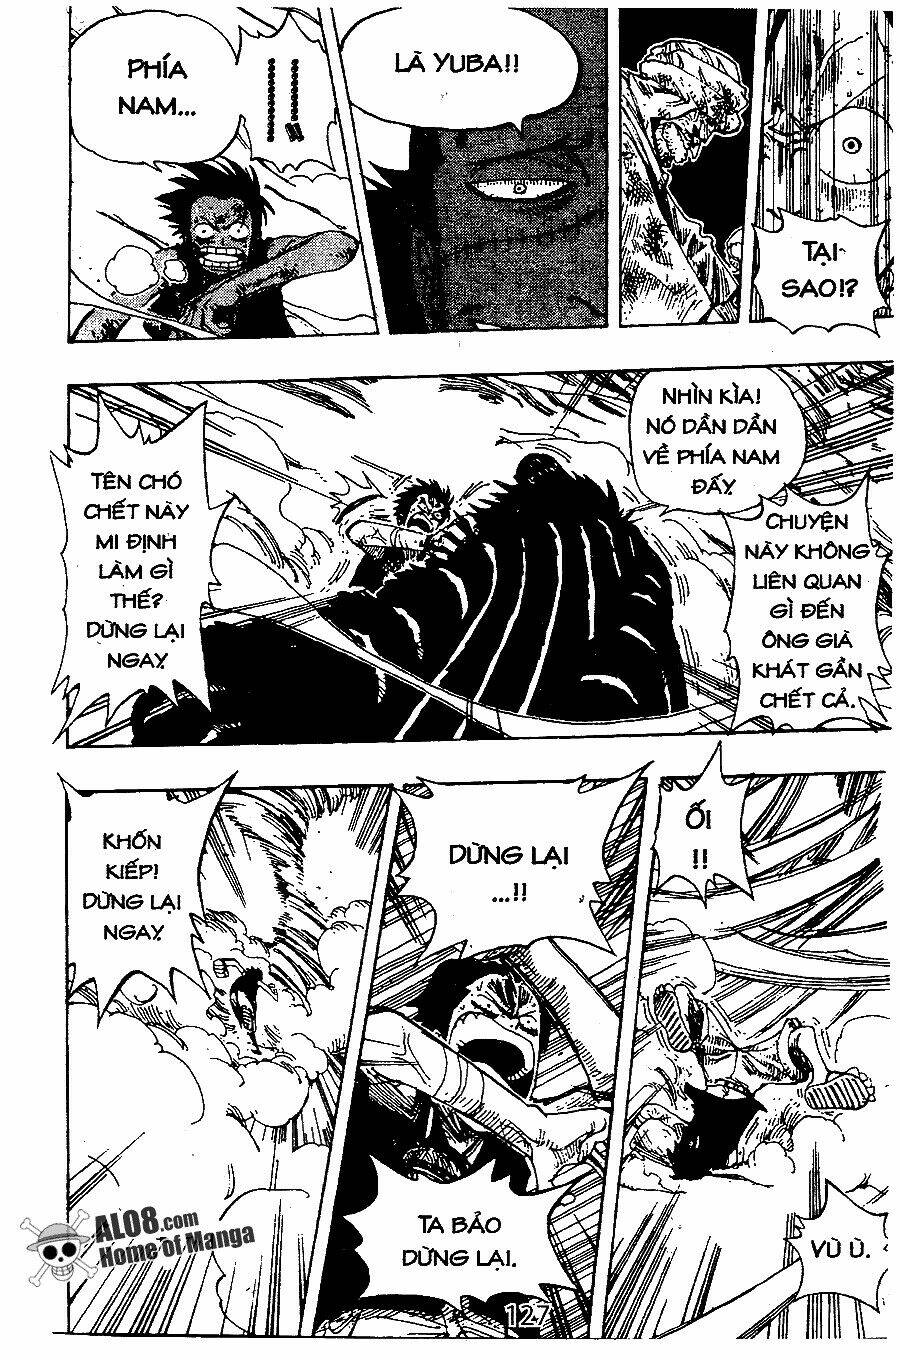 PHÍA
NAM...
!!
LÀ YUBA!!
TẠI
SAO!?
NHÌN KÌA!
NÓ DẦN DẦN
VỀ PHÍA NAM
ĐẤY.
TÊN CHÓ
CHẾT NÀY
MI ĐỊNH
LÀM GÌ
THẾ?
DỪNG LẠI
NGAY.
CHUYỆN
NÀY KHÔNG
LIÊN QUAN
GÌ ĐẾN
ÔNG GIÀ
KHÁT GẦN
CHẾT CẢ.
KHỐN
KIẾP!
DỪNG LẠI
NGAY.
DỪNG LẠI
...!!
ỐI
!!
TA BẢO
DỪNG LẠI.
VÙ Ù.
AL08.com
Home of Manga
127